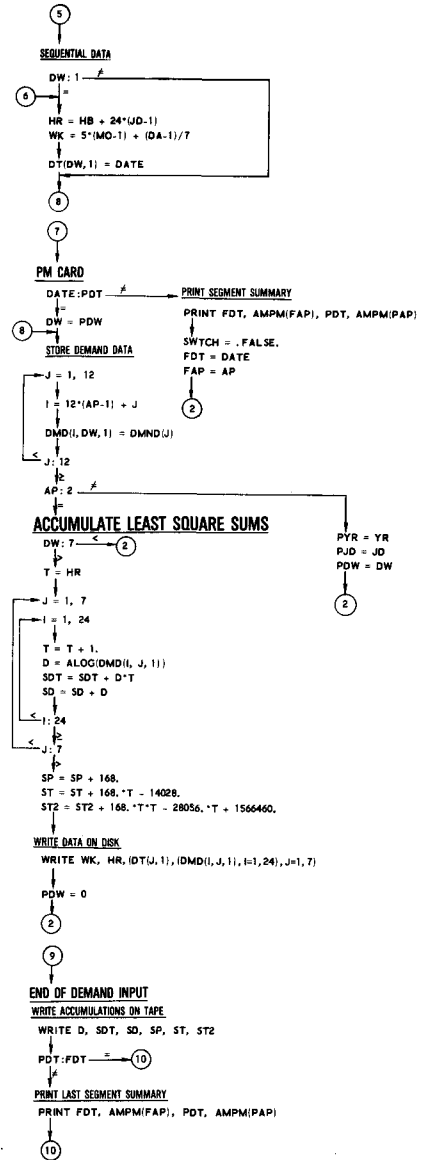 5
SEQUENTIAL DATA
DW: 1 ≠
=
6
HR = HB + 24*(JD-1)
WK = 5*(MO-1) + (DA-1)/7
DT(DW, 1) = DATE
8
7
PM CARD
DATE:PDT ≠
=
DW = PDW
8
PRINT SEGMENT SUMMARY
PRINT FDT, AMPM(FAP), PDT, AMPM(PAP)
SWTCH = .FALSE.
FDT = DATE
FAP = AP
2
STORE DEMAND DATA
J = 1, 12
I = 12*(AP-1) + J
DMD(I, DW, 1) = DMND(J)
<
J: 12
≥
AP: 2 ≠
=
PYR = YR
PJD = JD
PDW = DW
2
ACCUMULATE LEAST SQUARE SUMS
DW: 7 < 2
≥
T = HR
J = 1, 7
I = 1, 24
T = T + 1.
D = ALOG(DMD(I, J, 1))
SDT = SDT + D*T
SD = SD + D
<
I: 24
≥
<
J: 7
>
SP = SP + 168.
ST = ST + 168.*T - 14028.
ST2 = ST2 + 168.*T*T - 28056.*T + 1566460.
WRITE DATA ON DISK
WRITE WK, HR, (DT(J, 1), (DMD(I, J, 1), I=1, 24), J=1, 7)
PDW = 0
2
9
END OF DEMAND INPUT
WRITE ACCUMULATIONS ON TAPE
WRITE D, SDT, SD, SP, ST, ST2
PDT:FDT = 10
≠
PRINT LAST SEGMENT SUMMARY
PRINT FDT, AMPM(FAP), PDT, AMPM(PAP)
10